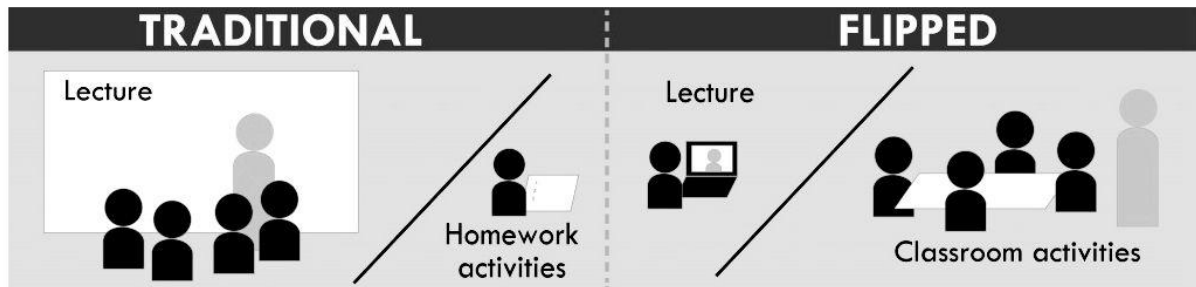 TRADITIONAL
Lecture
Homework
activities
FLIPPED
Lecture
Classroom activities